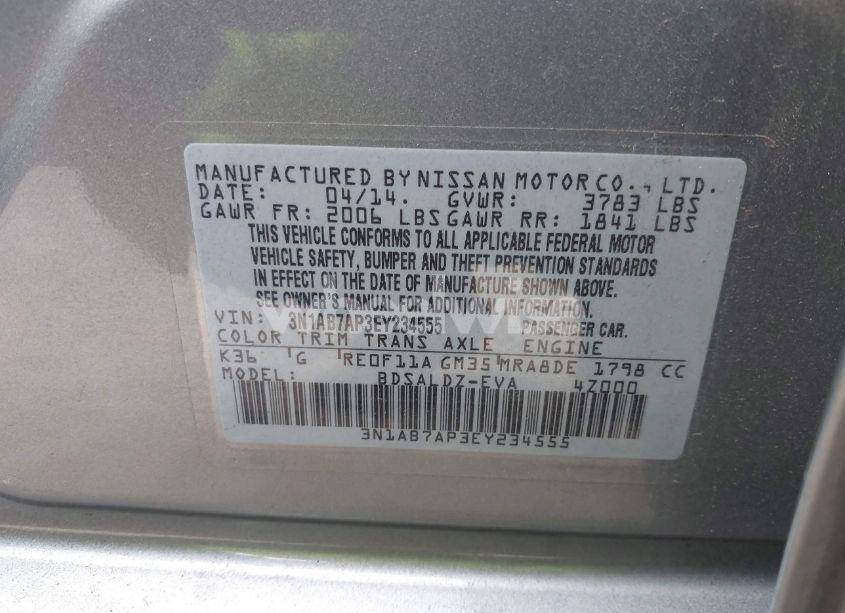 MANUFACTURED BY NISSAN MOTOR CO., LTD.
DATE: 04/14. GVWR: 3783 LBS
GAWR FR: 2006 LBS GAWR RR: 1841 LBS
THIS VEHICLE CONFORMS TO ALL APPLICABLE FEDERAL MOTOR
VEHICLE SAFETY, BUMPER AND THEFT PREVENTION STANDARDS
IN EFFECT ON THE DATE OF MANUFACTURE SHOWN ABOVE.
SEE OWNER'S MANUAL FOR ADDITIONAL INFORMATION.
VIN: 3N1AB7AP3EY234555 PASSENGER CAR.
COLOR TRIM TRANS AXLE ENGINE
K36 G RE0F11A GM35 MRA8DE 1798 CC
MODEL: BDSALDZ-EVA 4Z000
3N1AB7AP3EY234555